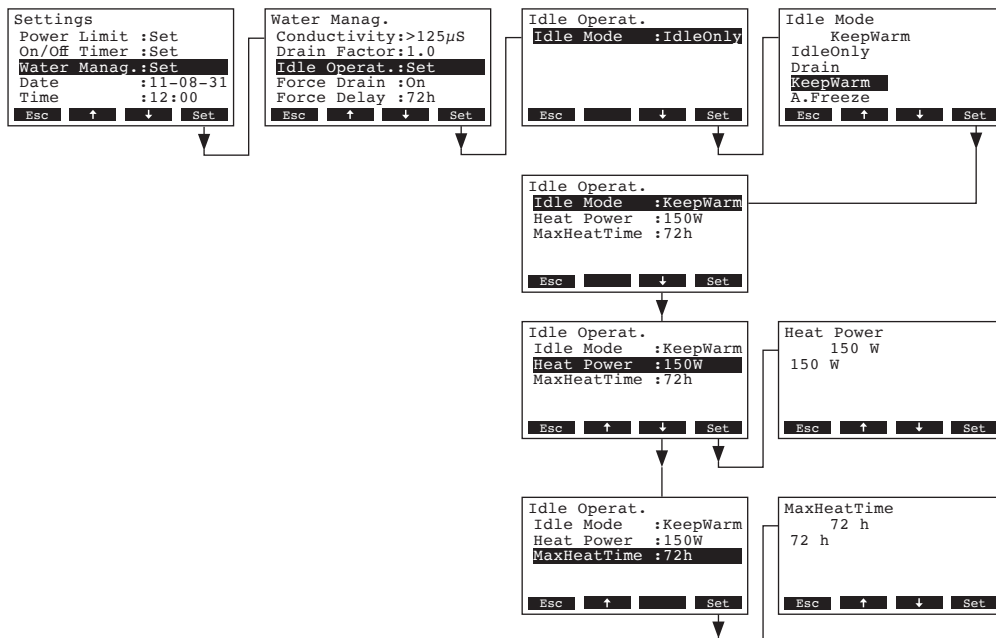 Settings
Power Limit :Set
On/Off Timer :Set
Water Manag.:Set
Date :11-08-31
Time :12:00
Esc ↑ ↓ Set
Water Manag.
Conductivity:>125µS
Drain Factor:1.0
Idle Operat.:Set
Force Drain :On
Force Delay :72h
Esc ↑ ↓ Set
Idle Operat.
Idle Mode :IdleOnly
Esc ↓ Set
Idle Mode
KeepWarm
IdleOnly
Drain
KeepWarm
A.Freeze
Esc ↑ ↓ Set
Idle Operat.
Idle Mode :KeepWarm
Heat Power :150W
MaxHeatTime :72h
Esc ↓ Set
Idle Operat.
Idle Mode :KeepWarm
Heat Power :150W
MaxHeatTime :72h
Esc ↑ ↓ Set
Heat Power
150 W
150 W
Esc ↑ ↓ Set
Idle Operat.
Idle Mode :KeepWarm
Heat Power :150W
MaxHeatTime :72h
Esc ↑ Set
MaxHeatTime
72 h
72 h
Esc ↑ ↓ Set